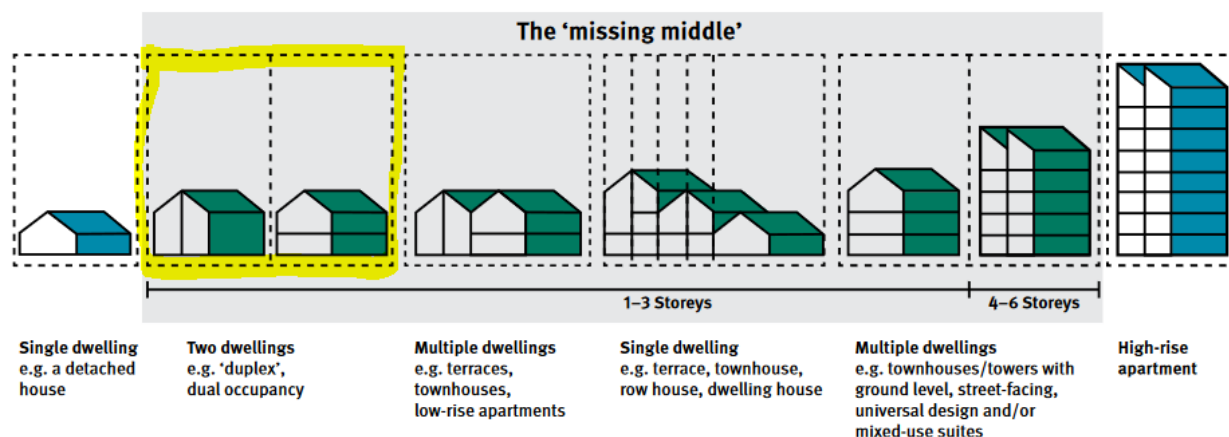 The ‘missing middle’
1–3 Storeys
4–6 Storeys
Single dwelling
e.g. a detached
house
Two dwellings
e.g. ‘duplex’,
dual occupancy
Multiple dwellings
e.g. terraces,
townhouses,
low-rise apartments
Single dwelling
e.g. terrace, townhouse,
row house, dwelling house
Multiple dwellings
e.g. townhouses/towers with
ground level, street-facing,
universal design and/or
mixed-use suites
High-rise
apartment